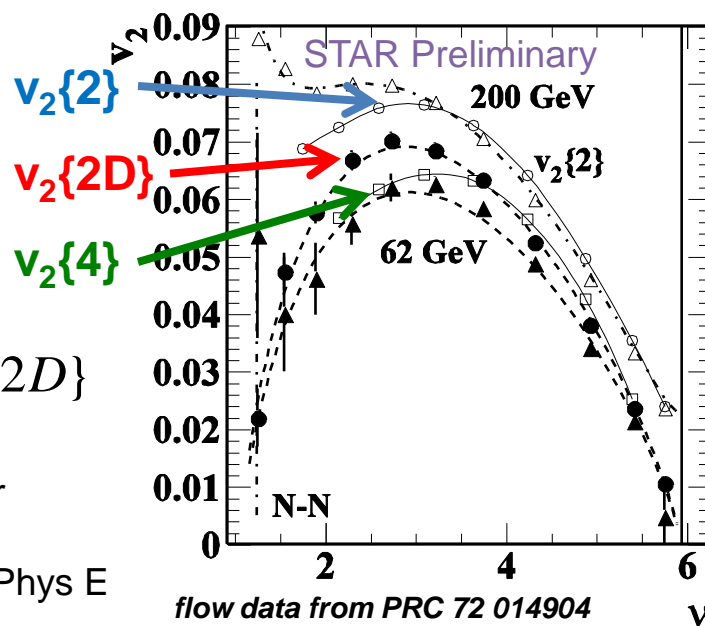 v₂
0.09
STAR Preliminary
v₂{2}
0.08
200 GeV
0.07
v₂{2}
v₂{2D}
0.06
62 GeV
v₂{4}
0.05
0.04
2D}
0.03
0.02
r
0.01
N-N
0
Phys E
2
4
6
flow data from PRC 72 014904
ν